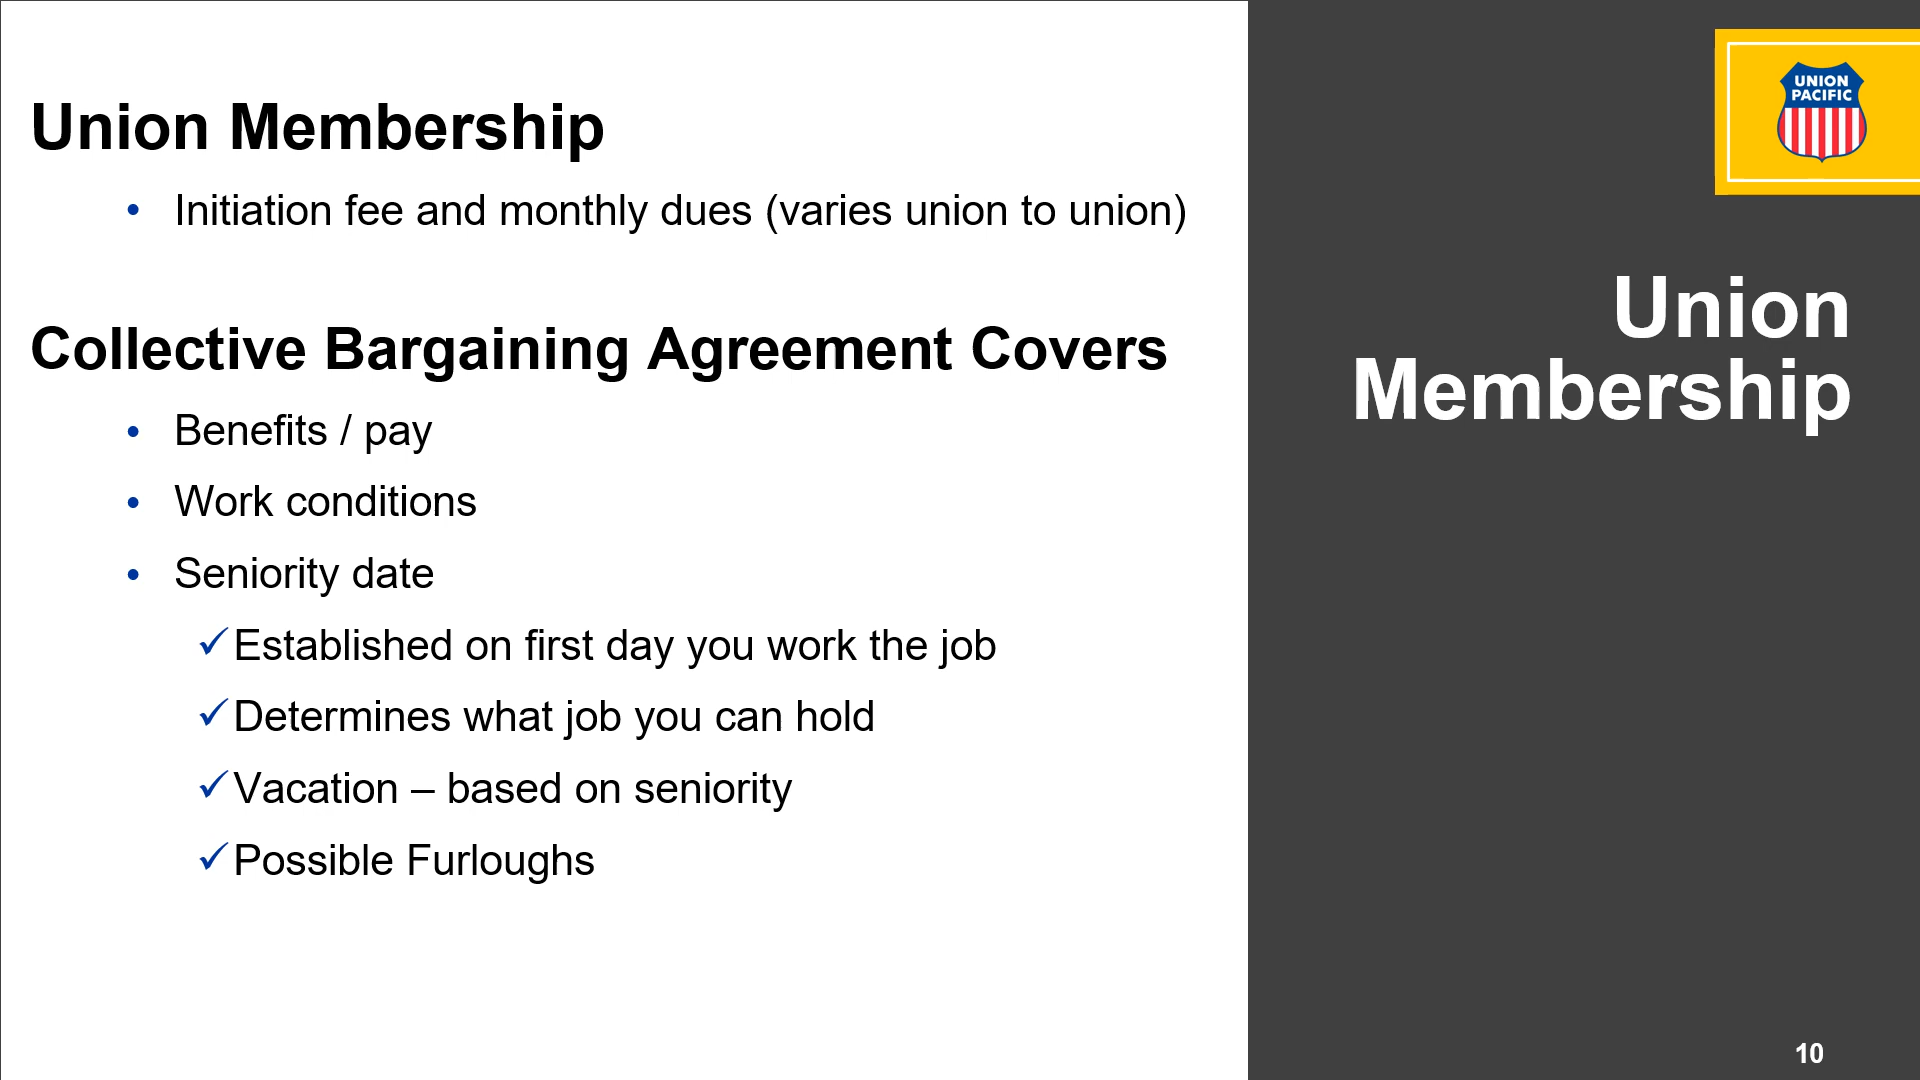 Union Membership
• Initiation fee and monthly dues (varies union to union)
Collective Bargaining Agreement Covers
• Benefits / pay
• Work conditions
• Seniority date
✓Established on first day you work the job
✓Determines what job you can hold
✓Vacation – based on seniority
✓Possible Furloughs
UNION
PACIFIC
Union
Membership
10